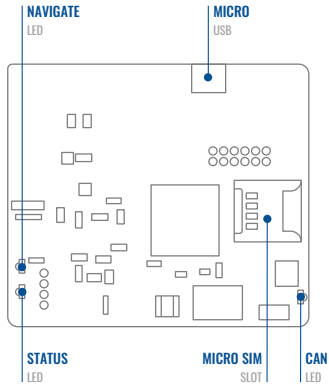 NAVIGATE
LED
MICRO
USB
STATUS
LED
MICRO SIM
SLOT
CAN
LED